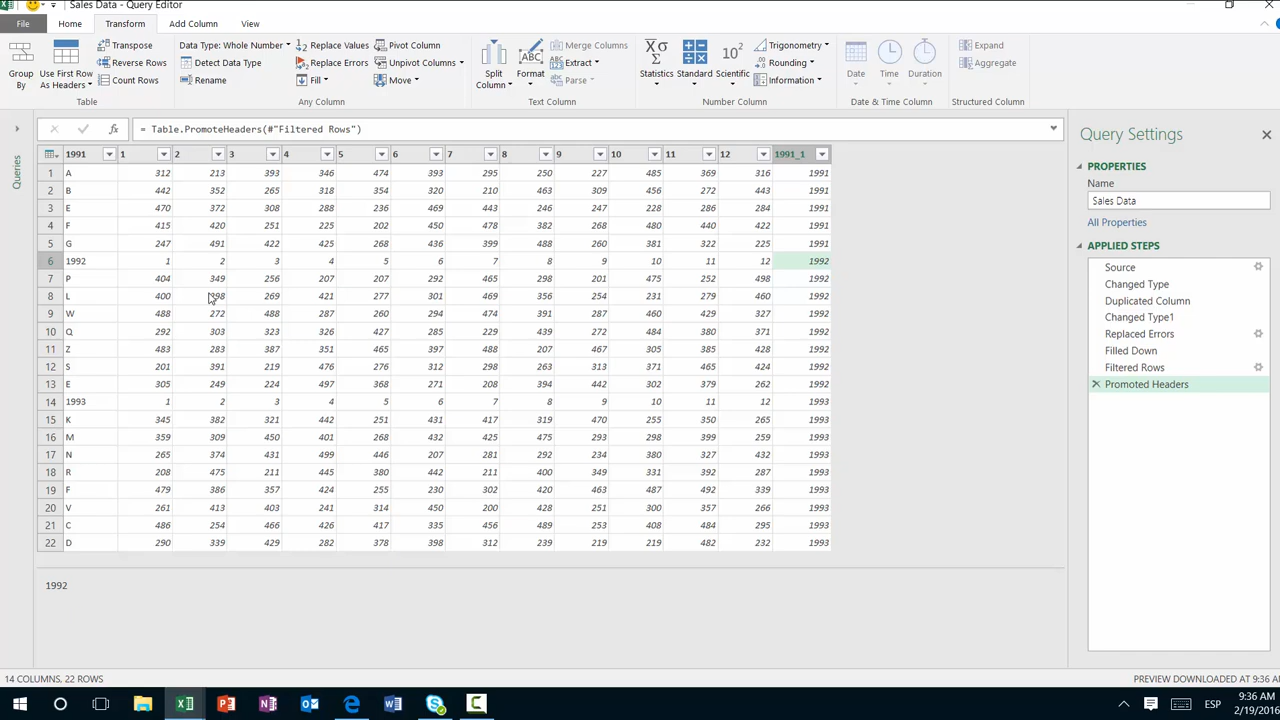 Sales Data - Query Editor
File Home Transform Add Column View
Group By
Use First Row As Headers
Transpose
Reverse Rows
Count Rows
Table
Data Type: Whole Number
Detect Data Type
Rename
Replace Values
Replace Errors
Fill
Pivot Column
Unpivot Columns
Move
Any Column
Split Column
Format
Merge Columns
Extract
Parse
Text Column
Statistics
Standard
Scientific
Trigonometry
Rounding
Information
Number Column
Date
Time
Duration
Date & Time Column
Expand
Aggregate
Structured Column
Queries
= Table.PromoteHeaders(#"Filtered Rows")
1991 1 2 3 4 5 6 7 8 9 10 11 12 1991_1
1 A 312 213 393 346 474 393 295 250 227 485 369 316 1991
2 B 442 352 265 318 354 320 210 463 309 456 272 443 1991
3 E 470 372 308 288 236 469 443 246 247 228 286 284 1991
4 F 415 420 251 225 202 450 478 382 268 480 440 422 1991
5 G 247 491 422 425 268 436 399 488 260 381 322 225 1991
6 1992 1 2 3 4 5 6 7 8 9 10 11 12 1992
7 P 404 349 256 207 207 292 465 298 201 475 252 498 1992
8 L 400 398 269 421 277 301 469 356 254 231 279 460 1992
9 W 488 272 488 287 260 294 474 391 287 460 429 327 1992
10 Q 292 303 323 326 427 285 229 439 272 484 380 371 1992
11 Z 483 283 387 351 465 397 488 207 467 305 385 428 1992
12 S 201 391 219 476 276 312 298 263 313 371 465 424 1992
13 E 305 249 224 497 368 271 208 394 442 302 379 262 1992
14 1993 1 2 3 4 5 6 7 8 9 10 11 12 1993
15 K 345 382 321 442 251 431 417 319 470 255 350 265 1993
16 M 359 309 450 401 268 432 425 475 293 298 399 259 1993
17 N 265 374 431 499 446 207 281 292 234 380 327 432 1993
18 R 208 475 211 445 380 442 211 400 349 331 392 287 1993
19 F 479 386 357 424 255 230 302 420 463 487 492 339 1993
20 V 261 413 403 241 314 450 200 428 251 300 357 266 1993
21 C 486 254 466 426 417 335 456 489 253 408 484 295 1993
22 D 290 339 429 282 378 398 312 239 219 219 482 232 1993
1992
Query Settings
PROPERTIES
Name
Sales Data
All Properties
APPLIED STEPS
Source
Changed Type
Duplicated Column
Changed Type1
Replaced Errors
Filled Down
Filtered Rows
Promoted Headers
14 COLUMNS, 22 ROWS
PREVIEW DOWNLOADED AT 9:36 A
ESP
9:36 AM
2/19/2016